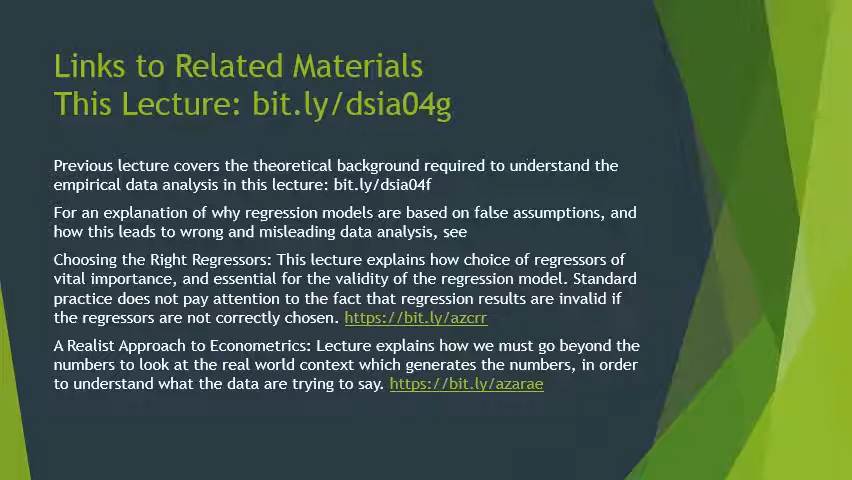 Links to Related Materials
This Lecture: bit.ly/dsia04g
Previous lecture covers the theoretical background required to understand the
empirical data analysis in this lecture: bit.ly/dsia04f
For an explanation of why regression models are based on false assumptions, and
how this leads to wrong and misleading data analysis, see
Choosing the Right Regressors: This lecture explains how choice of regressors of
vital importance, and essential for the validity of the regression model. Standard
practice does not pay attention to the fact that regression results are invalid if
the regressors are not correctly chosen. https://bit.ly/azcrr
A Realist Approach to Econometrics: Lecture explains how we must go beyond the
numbers to look at the real world context which generates the numbers, in order
to understand what the data are trying to say. https://bit.ly/azarae